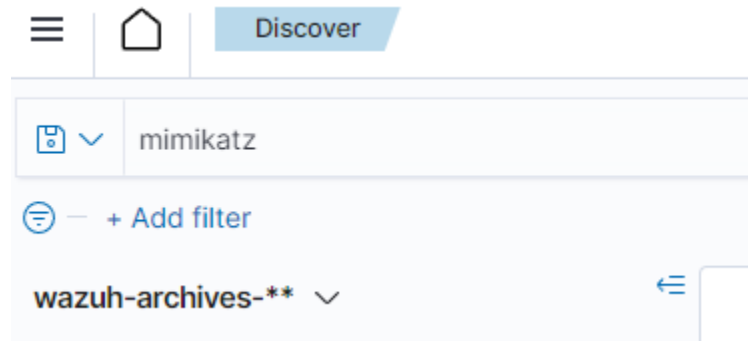 Discover
mimikatz
+ Add filter
wazuh-archives-**